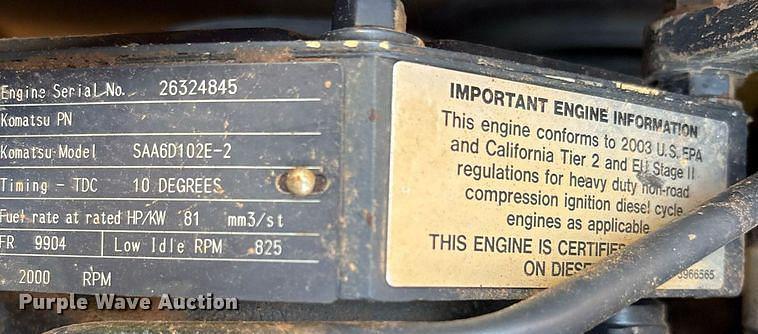 Engine Serial No. 26324845
Komatsu PN
Komatsu Model SAA6D102E-2
Timing - TDC 10 DEGREES
Fuel rate at rated HP/KW 81 mm3/st
FR 9904 Low Idle RPM 825
2000 RPM
IMPORTANT ENGINE INFORMATION
This engine conforms to 2003 U.S. EPA
and California Tier 2 and EU Stage II
regulations for heavy duty non-road
compression ignition diesel cycle
engines as applicable
THIS ENGINE IS CERTIFIED
ON DIESE
3966565
Purple Wave Auction